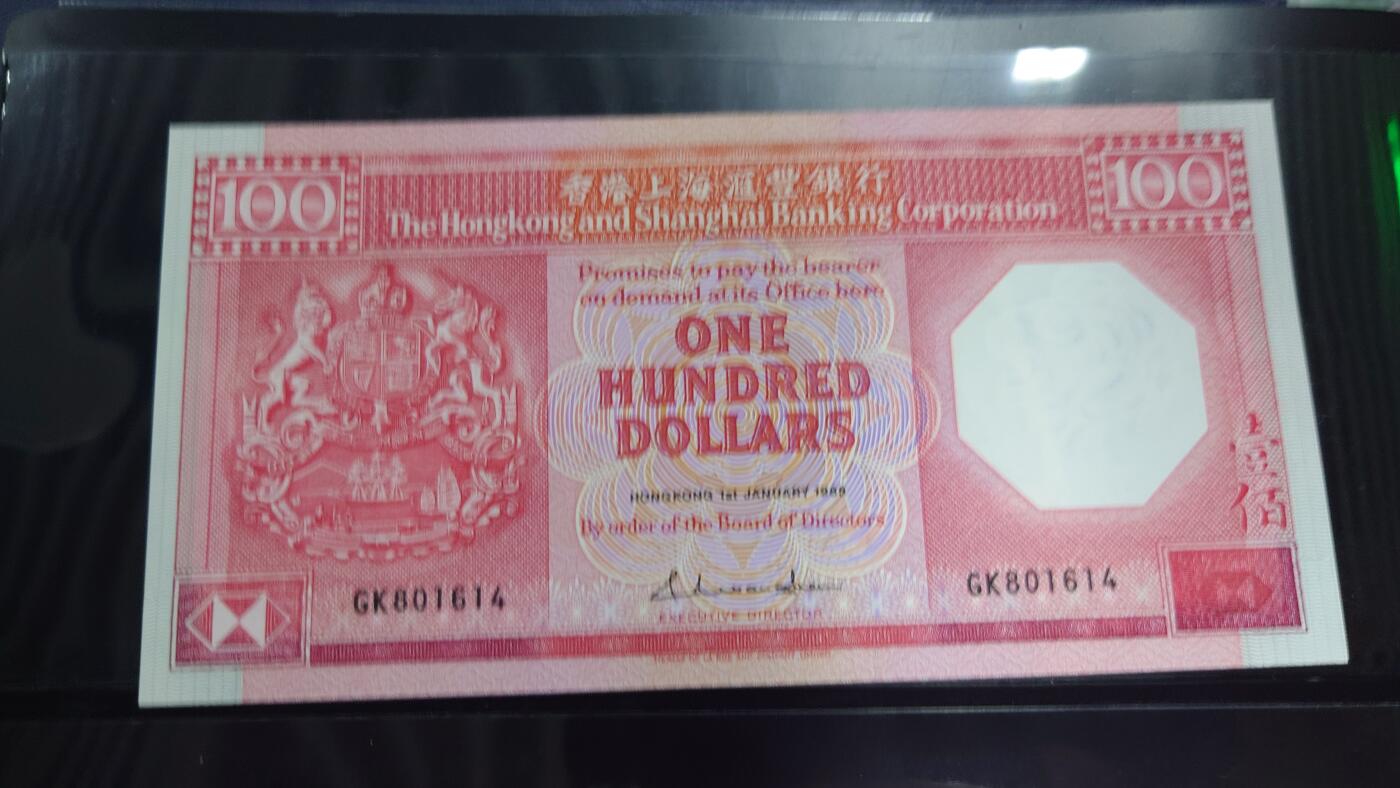 100
香港上海滙豐銀行
100
The Hongkong and Shanghai Banking Corporation
Promises to pay the bearer
on demand at its Office here
ONE
HUNDRED
DOLLARS
HONGKONG 1st JANUARY 1989
By order of the Board of Directors
壹佰
GK801614
GK801614
EXECUTIVE DIRECTOR